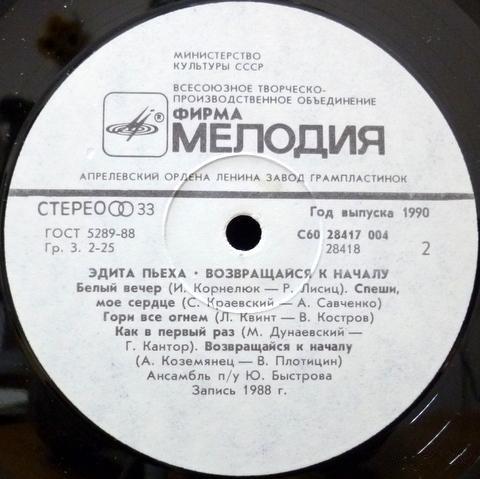 МИНИСТЕРСТВО
КУЛЬТУРЫ СССР
ВСЕСОЮЗНОЕ ТВОРЧЕСКО-
ПРОИЗВОДСТВЕННОЕ ОБЪЕДИНЕНИЕ
® ФИРМА
МЕЛОДИЯ
АПРЕЛЕВСКИЙ ОРДЕНА ЛЕНИНА ЗАВОД ГРАМПЛАСТИНОК
СТЕРЕО 33 Год выпуска 1990
ГОСТ 5289-88 С60 28417 004
Гр. 3. 2-25 28418 2
ЭДИТА ПЬЕХА • ВОЗВРАЩАЙСЯ К НАЧАЛУ
Белый вечер (И. Корнелюк — Р. Лисиц). Спеши,
мое сердце (С. Краевский — А. Савченко)
Гори все огнем (Л. Квинт — В. Костров)
Как в первый раз (М. Дунаевский —
Г. Кантор). Возвращайся к началу
(А. Коземянец — В. Плотицин)
Ансамбль п/у Ю. Быстрова
Запись 1988 г.